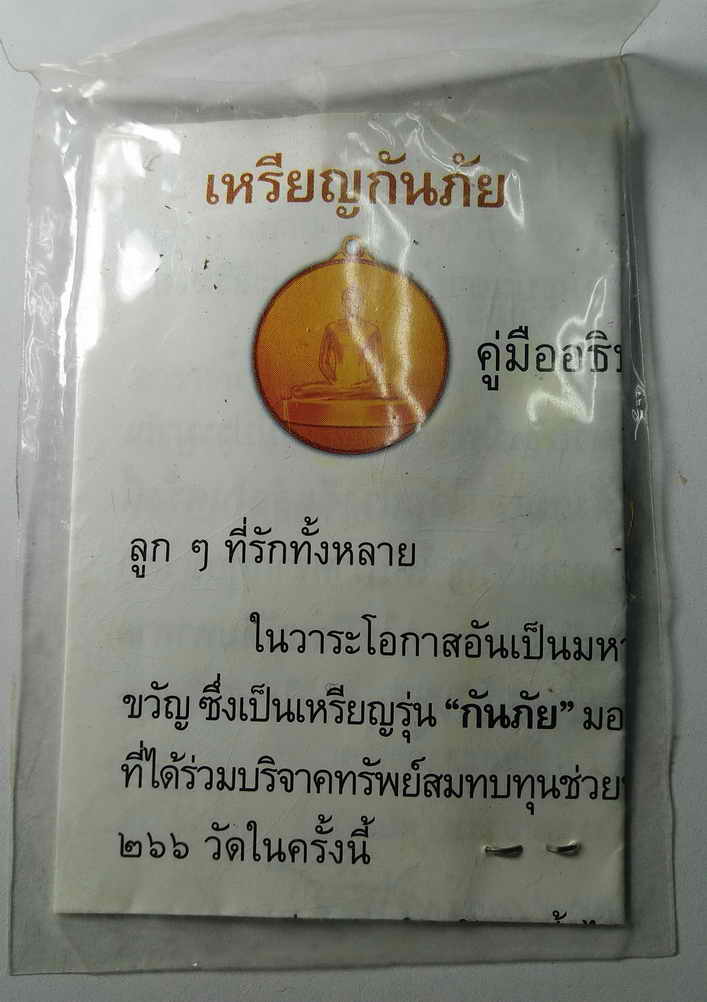 เหรียญกันภัย
คู่มืออธิ
ลูก ๆ ที่รักทั้งหลาย
ในวาระโอกาสอันเป็นมหา
ขวัญ ซึ่งเป็นเหรียญรุ่น “กันภัย” มอ
ที่ได้ร่วมบริจาคทรัพย์สมทบทุนช่วย
๒๖๖ วัดในครั้งนี้